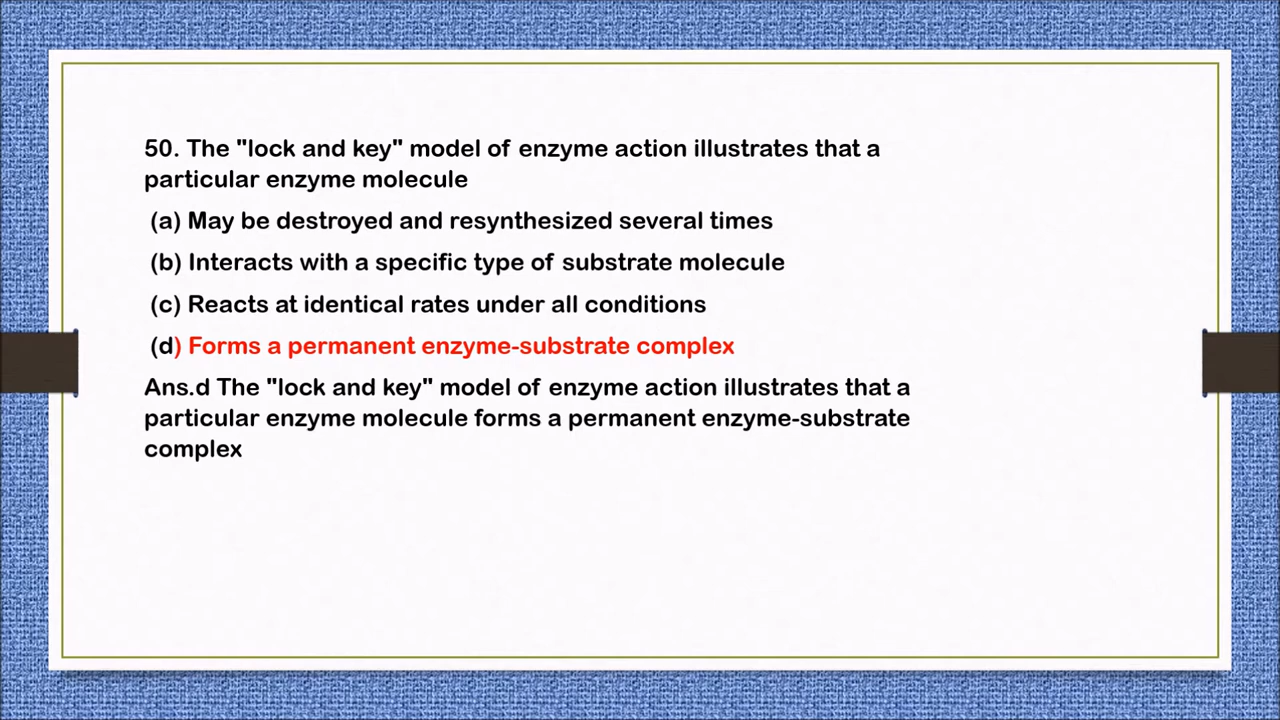 50. The "lock and key" model of enzyme action illustrates that a
particular enzyme molecule
(a) May be destroyed and resynthesized several times
(b) Interacts with a specific type of substrate molecule
(c) Reacts at identical rates under all conditions
(d) Forms a permanent enzyme-substrate complex
Ans.d The "lock and key" model of enzyme action illustrates that a
particular enzyme molecule forms a permanent enzyme-substrate
complex